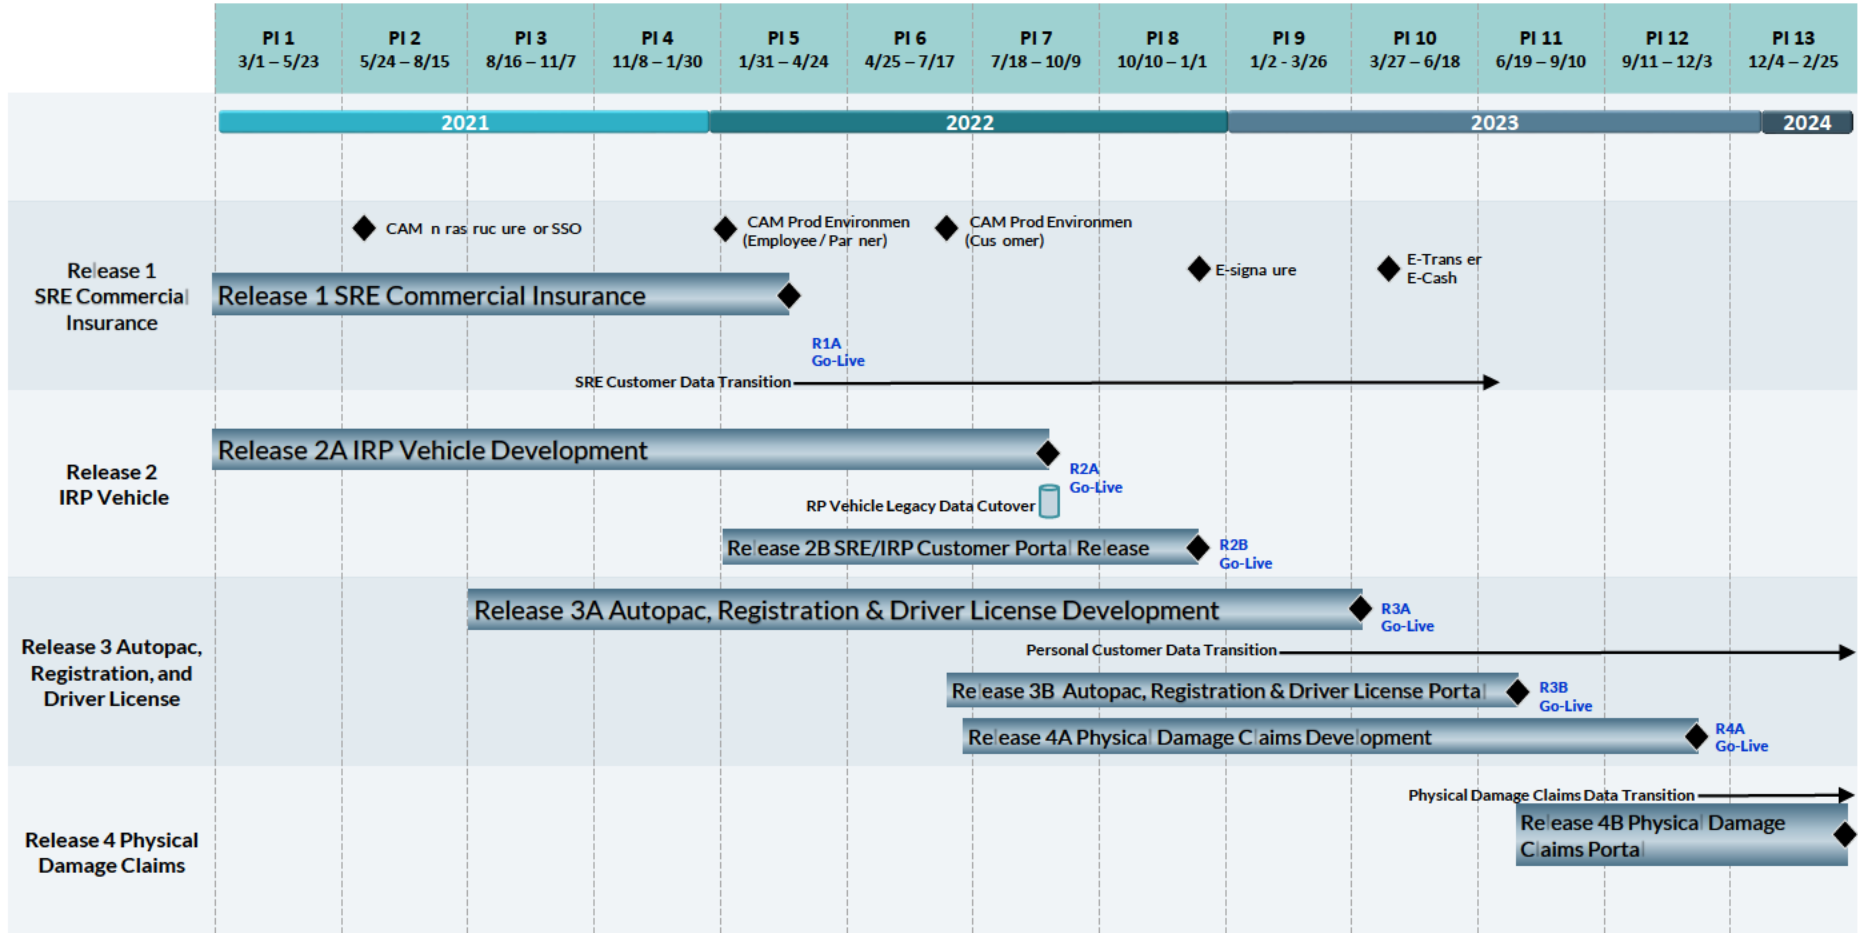 PI 1
3/1 – 5/23
PI 2
5/24 – 8/15
PI 3
8/16 – 11/7
PI 4
11/8 – 1/30
PI 5
1/31 – 4/24
PI 6
4/25 – 7/17
PI 7
7/18 – 10/9
PI 8
10/10 – 1/1
PI 9
1/2 - 3/26
PI 10
3/27 – 6/18
PI 11
6/19 – 9/10
PI 12
9/11 – 12/3
PI 13
12/4 – 2/25
2021
2022
2023
2024
Release 1
SRE Commercial
Insurance
CAM n ras ruc ure or SSO
CAM Prod Environmen
(Employee / Par ner)
CAM Prod Environmen
(Cus omer)
E-signa ure
E-Trans er
E-Cash
Release 1 SRE Commercial Insurance
R1A
Go-Live
SRE Customer Data Transition
Release 2
IRP Vehicle
Release 2A IRP Vehicle Development
R2A
Go-Live
RP Vehicle Legacy Data Cutover
Release 2B SRE/IRP Customer Portal Release
R2B
Go-Live
Release 3 Autopac,
Registration, and
Driver License
Release 3A Autopac, Registration & Driver License Development
R3A
Go-Live
Personal Customer Data Transition
Release 3B Autopac, Registration & Driver License Portal
R3B
Go-Live
Release 4A Physical Damage Claims Development
R4A
Go-Live
Release 4 Physical
Damage Claims
Physical Damage Claims Data Transition
Release 4B Physical Damage
Claims Portal